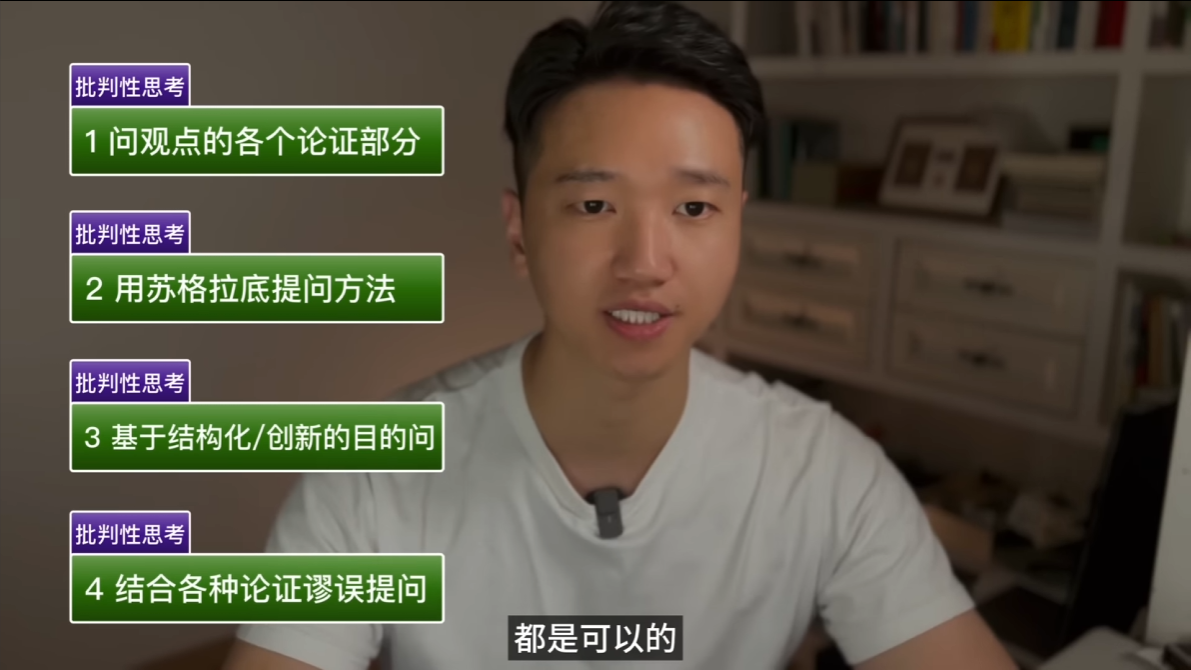 批判性思考
1 问观点的各个论证部分
批判性思考
2 用苏格拉底提问方法
批判性思考
3 基于结构化/创新的目的问
批判性思考
4 结合各种论证谬误提问
都是可以的